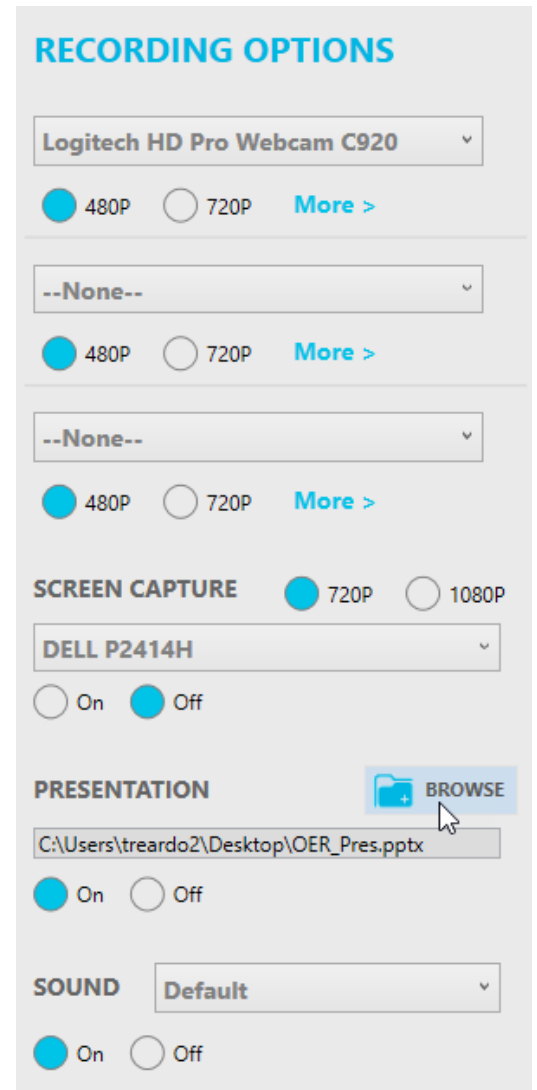 RECORDING OPTIONS
Logitech HD Pro Webcam C920
480P 720P More >
--None--
480P 720P More >
--None--
480P 720P More >
SCREEN CAPTURE 720P 1080P
DELL P2414H
On Off
PRESENTATION BROWSE
C:\Users\treardo2\Desktop\OER_Pres.pptx
On Off
SOUND Default
On Off